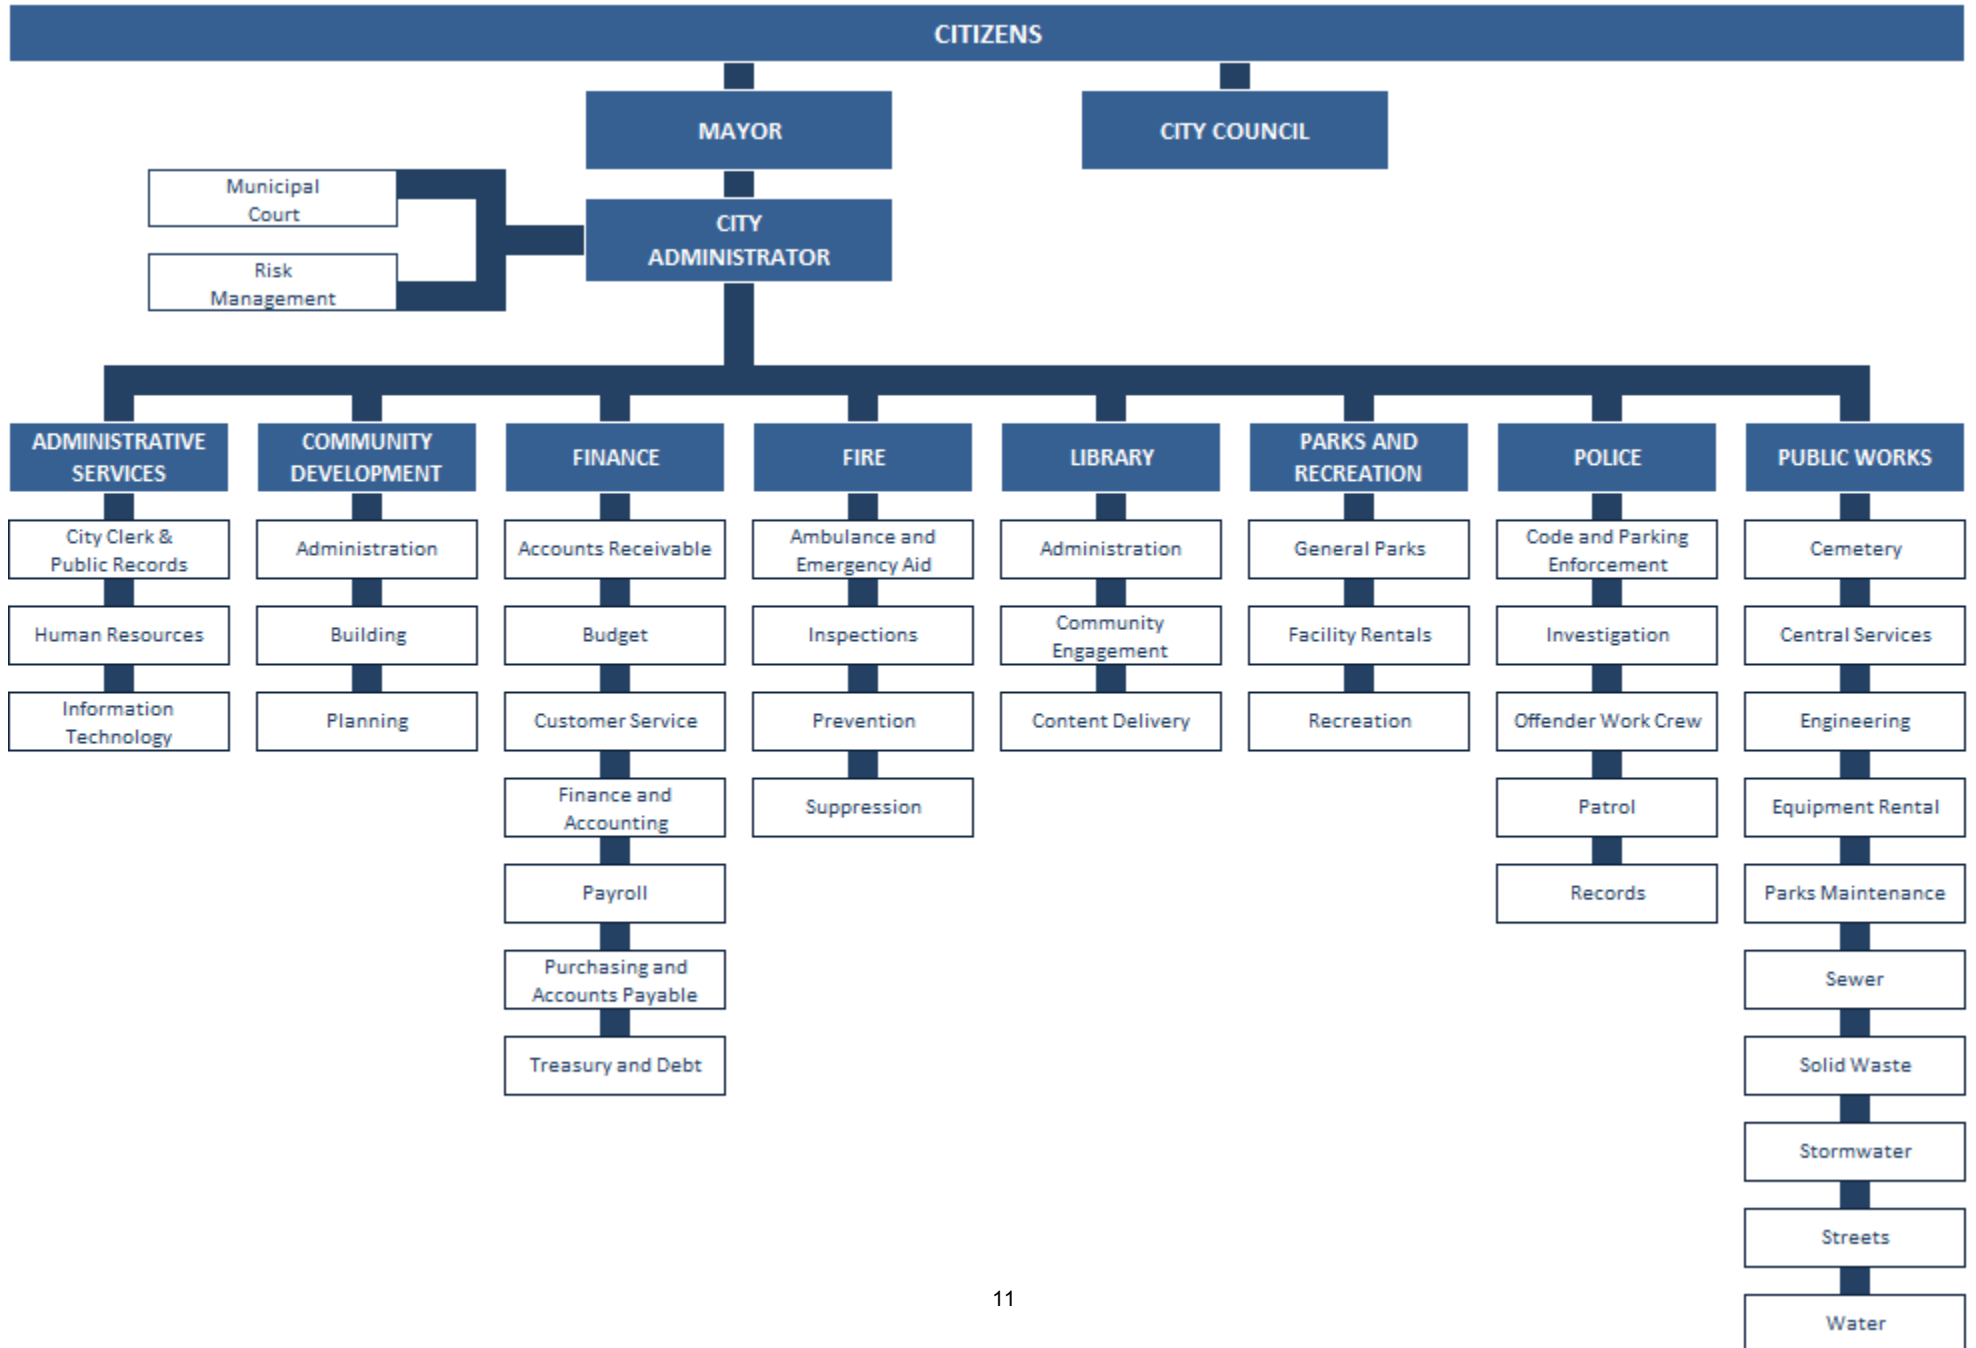 CITIZENS
MAYOR
CITY COUNCIL
Municipal
Court
Risk
Management
CITY
ADMINISTRATOR
ADMINISTRATIVE
SERVICES
City Clerk &
Public Records
Human Resources
Information
Technology
COMMUNITY
DEVELOPMENT
Administration
Building
Planning
FINANCE
Accounts Receivable
Budget
Customer Service
Finance and
Accounting
Payroll
Purchasing and
Accounts Payable
Treasury and Debt
FIRE
Ambulance and
Emergency Aid
Inspections
Prevention
Suppression
LIBRARY
Administration
Community
Engagement
Content Delivery
PARKS AND
RECREATION
General Parks
Facility Rentals
Recreation
POLICE
Code and Parking
Enforcement
Investigation
Offender Work Crew
Patrol
Records
PUBLIC WORKS
Cemetery
Central Services
Engineering
Equipment Rental
Parks Maintenance
Sewer
Solid Waste
Stormwater
Streets
Water
11